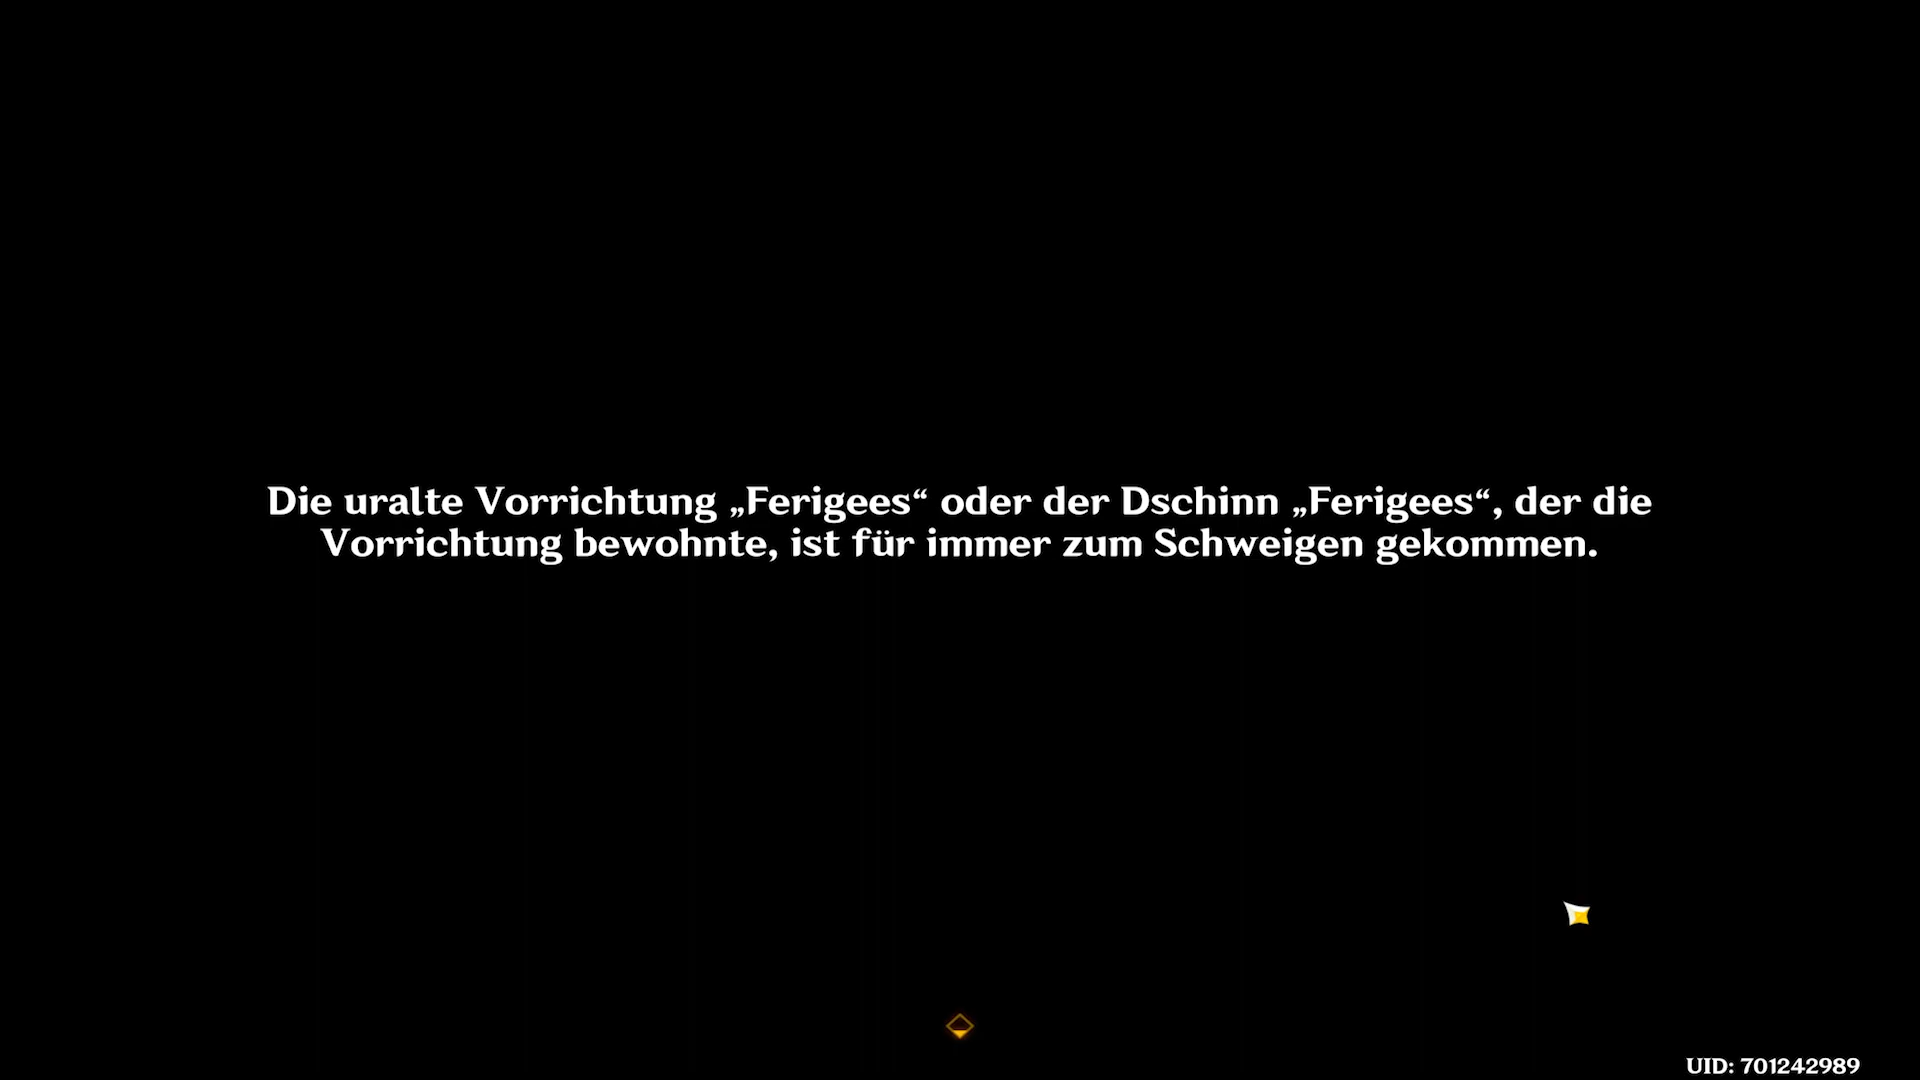 Die uralte Vorrichtung „Ferigees“ oder der Dschinn „Ferigees“, der die
Vorrichtung bewohnte, ist für immer zum Schweigen gekommen.
UID: 701242989